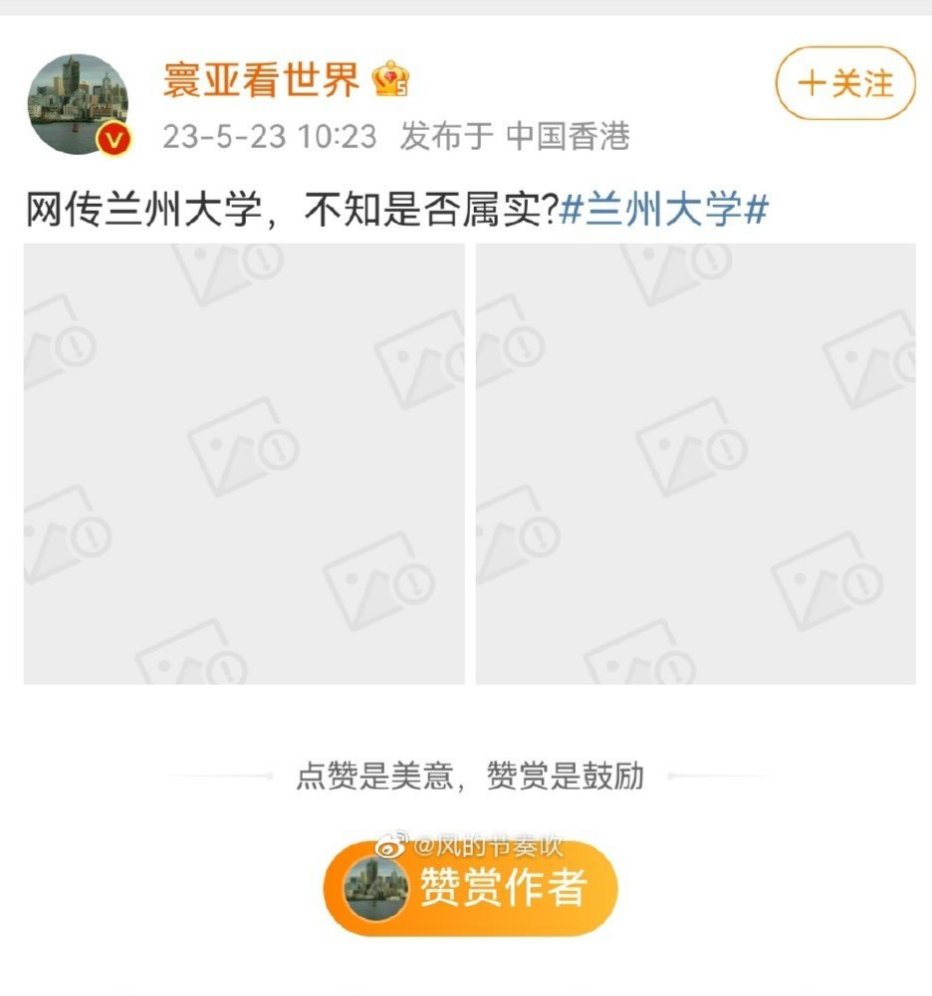 寰亚看世界
+关注
23-5-23 10:23 发布于 中国香港
网传兰州大学，不知是否属实?#兰州大学#
点赞是美意，赞赏是鼓励
@风的节奏吹
赞赏作者